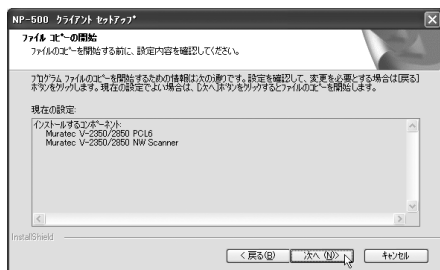 NP-500 クライアント セットアップ
ファイル コピーの開始
ファイルのコピーを開始する前に、設定内容を確認してください。
プログラム ファイルのコピーを開始するための情報は次の通りです。設定を確認して、変更を必要とする場合は[戻る]
ボタンをクリックします。現在の設定でよい場合は、[次へ]ボタンをクリックするとファイルのコピーを開始します。
現在の設定:
インストールするコンポーネント:
Muratec V-2350/2850 PCL6
Muratec V-2350/2850 NW Scanner
InstallShield
< 戻る(B)
次へ (N)>
キャンセル